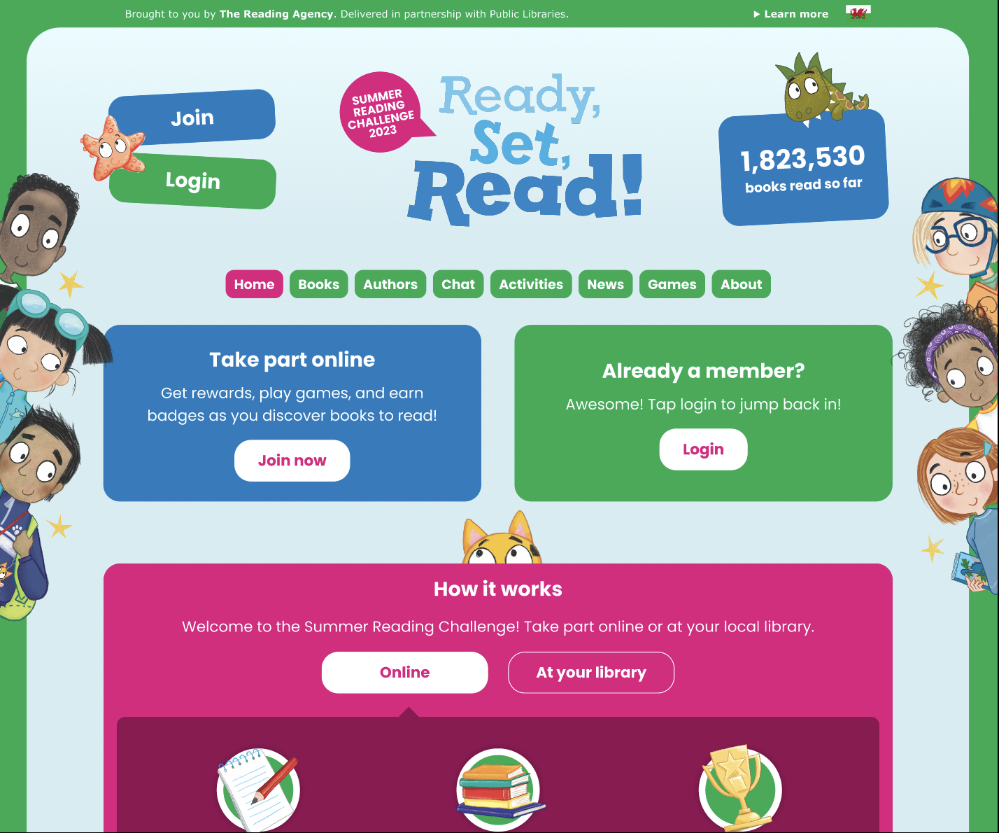 Brought to you by The Reading Agency. Delivered in partnership with Public Libraries.
▶ Learn more
Join
Login
SUMMER
READING
CHALLENGE
2023
Ready,
Set,
Read!
1,823,530
books read so far
Home
Books
Authors
Chat
Activities
News
Games
About
Take part online
Get rewards, play games, and earn
badges as you discover books to read!
Join now
Already a member?
Awesome! Tap login to jump back in!
Login
How it works
Welcome to the Summer Reading Challenge! Take part online or at your local library.
Online
At your library